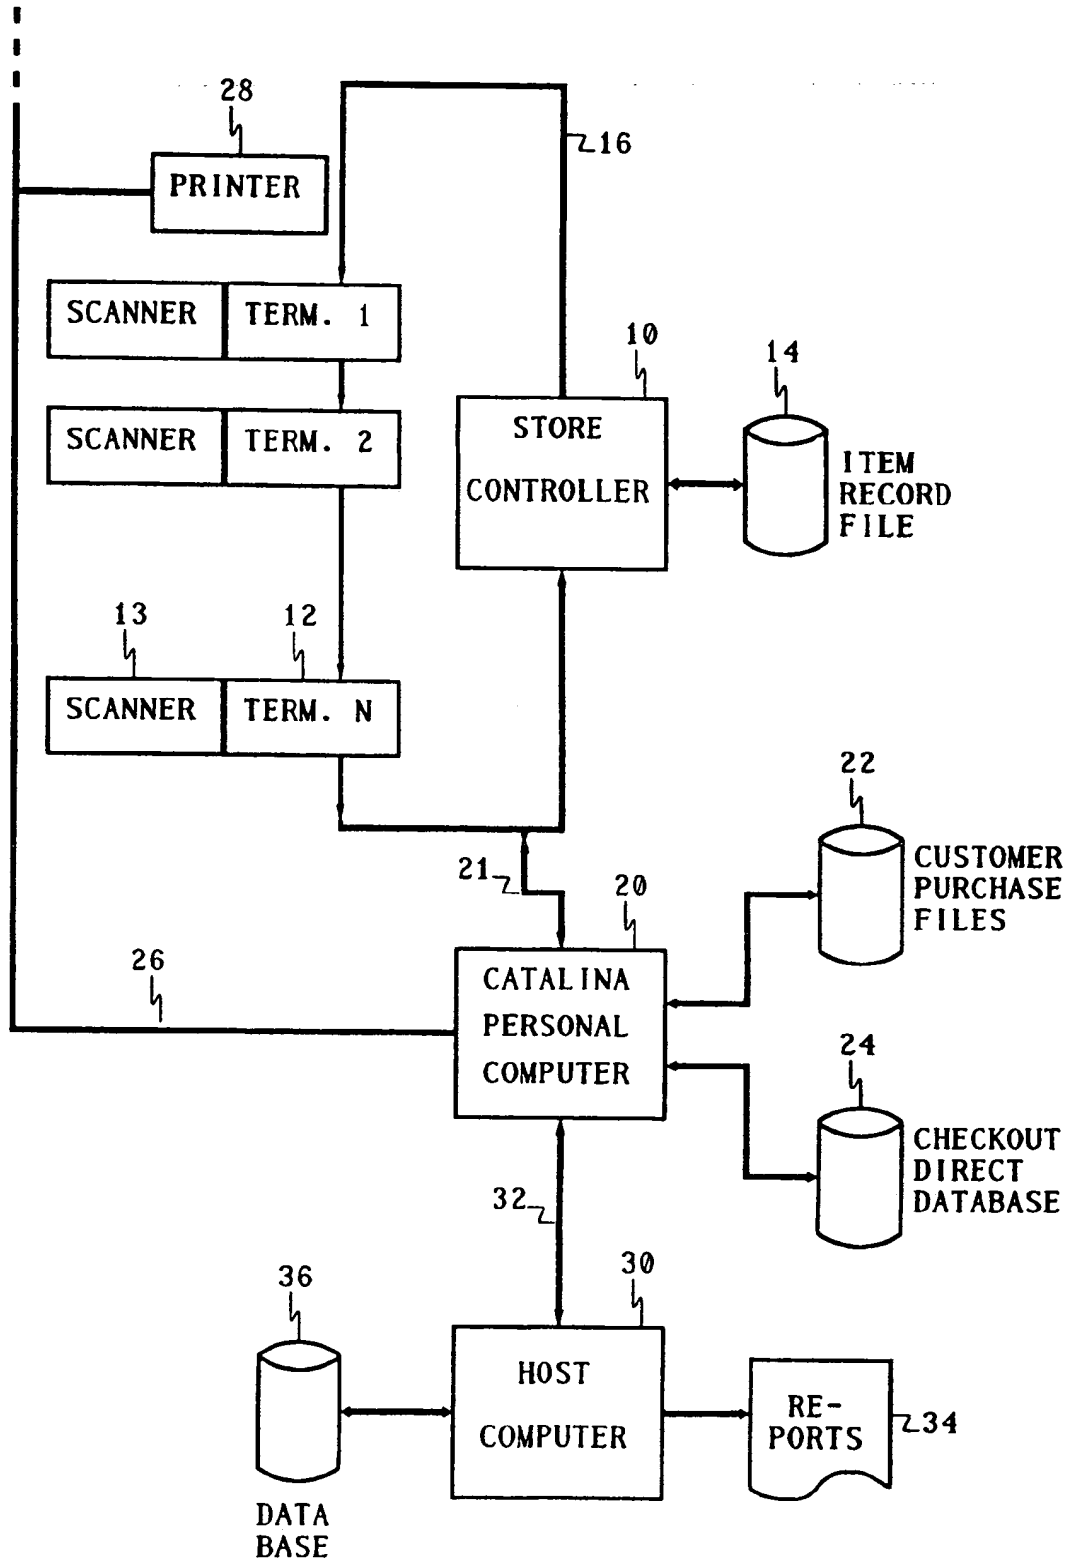 28
16
PRINTER
SCANNER TERM. 1
10
14
SCANNER TERM. 2
STORE
CONTROLLER
ITEM
RECORD
FILE
13
12
SCANNER TERM. N
22
CUSTOMER
PURCHASE
FILES
21
20
26
CATALINA
PERSONAL
COMPUTER
24
CHECKOUT
DIRECT
DATABASE
32
36
30
HOST
COMPUTER
RE-
PORTS
34
DATA
BASE